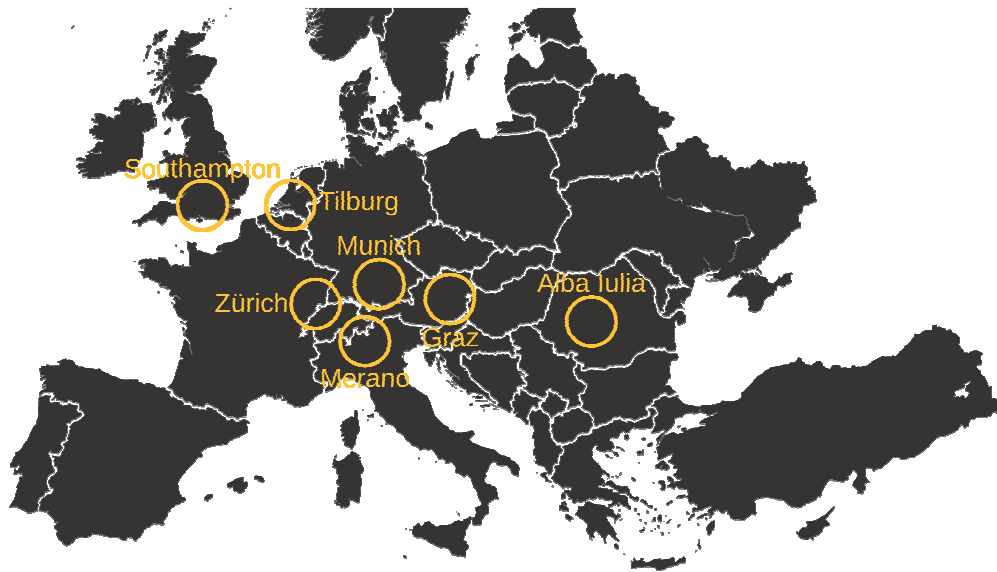 Southampton
Tilburg
Munich
Alba Iulia
Zürich
Graz
Merano